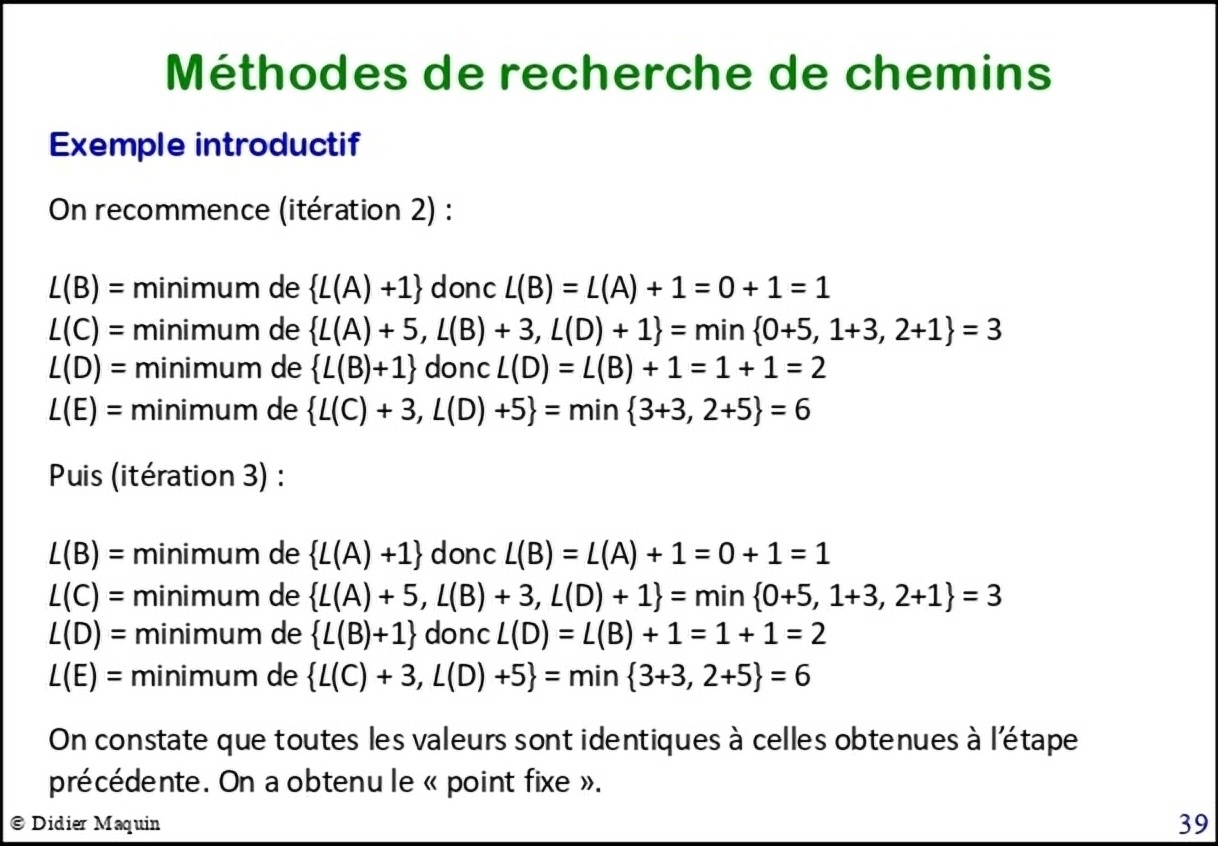 Méthodes de recherche de chemins
Exemple introductif
On recommence (itération 2) :
L(B) = minimum de {L(A) +1} donc L(B) = L(A) + 1 = 0 + 1 = 1
L(C) = minimum de {L(A) + 5, L(B) + 3, L(D) + 1} = min {0+5, 1+3, 2+1} = 3
L(D) = minimum de {L(B)+1} donc L(D) = L(B) + 1 = 1 + 1 = 2
L(E) = minimum de {L(C) + 3, L(D) +5} = min {3+3, 2+5} = 6
Puis (itération 3) :
L(B) = minimum de {L(A) +1} donc L(B) = L(A) + 1 = 0 + 1 = 1
L(C) = minimum de {L(A) + 5, L(B) + 3, L(D) + 1} = min {0+5, 1+3, 2+1} = 3
L(D) = minimum de {L(B)+1} donc L(D) = L(B) + 1 = 1 + 1 = 2
L(E) = minimum de {L(C) + 3, L(D) +5} = min {3+3, 2+5} = 6
On constate que toutes les valeurs sont identiques à celles obtenues à l’étape
précédente. On a obtenu le « point fixe ».
© Didier Maquin
39